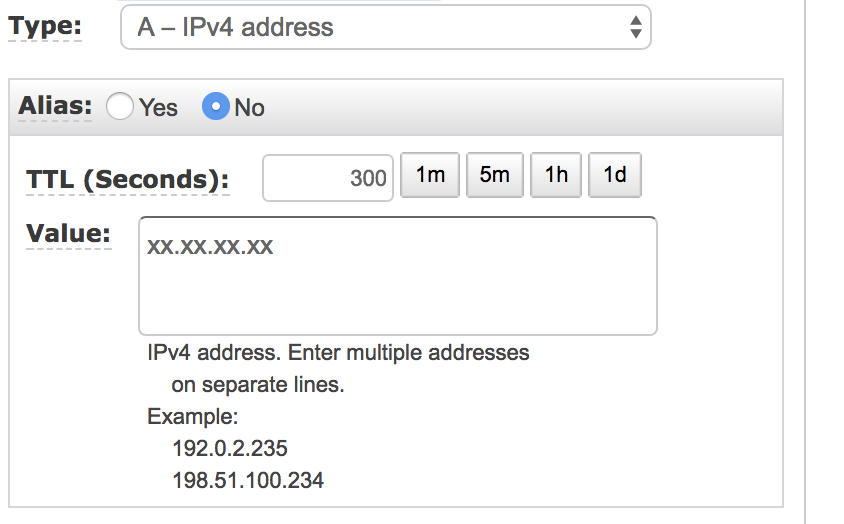 Type: A – IPv4 address
Alias: Yes No
TTL (Seconds): 300 1m 5m 1h 1d
Value: xx.xx.xx.xx
IPv4 address. Enter multiple addresses
on separate lines.
Example:
192.0.2.235
198.51.100.234